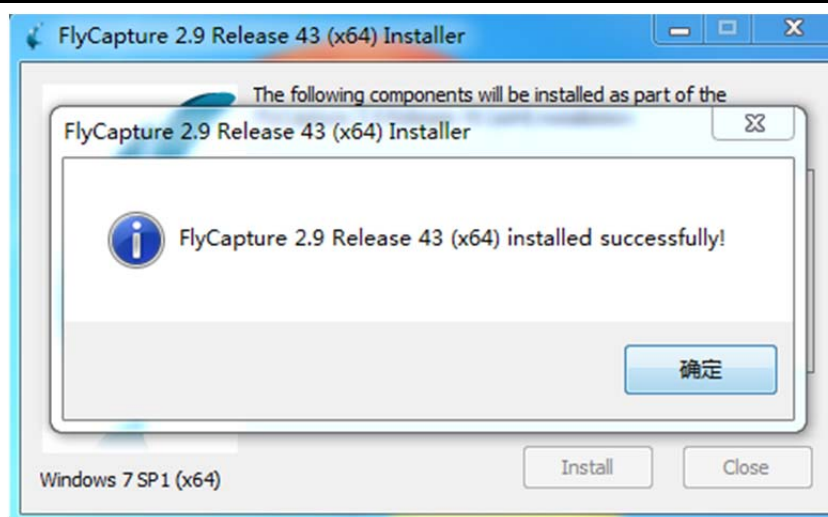 FlyCapture 2.9 Release 43 (x64) Installer
The following components will be installed as part of the
FlyCapture 2.9 Release 43 (x64) Installer
FlyCapture 2.9 Release 43 (x64) installed successfully!
确定
Install Close
Windows 7 SP1 (x64)